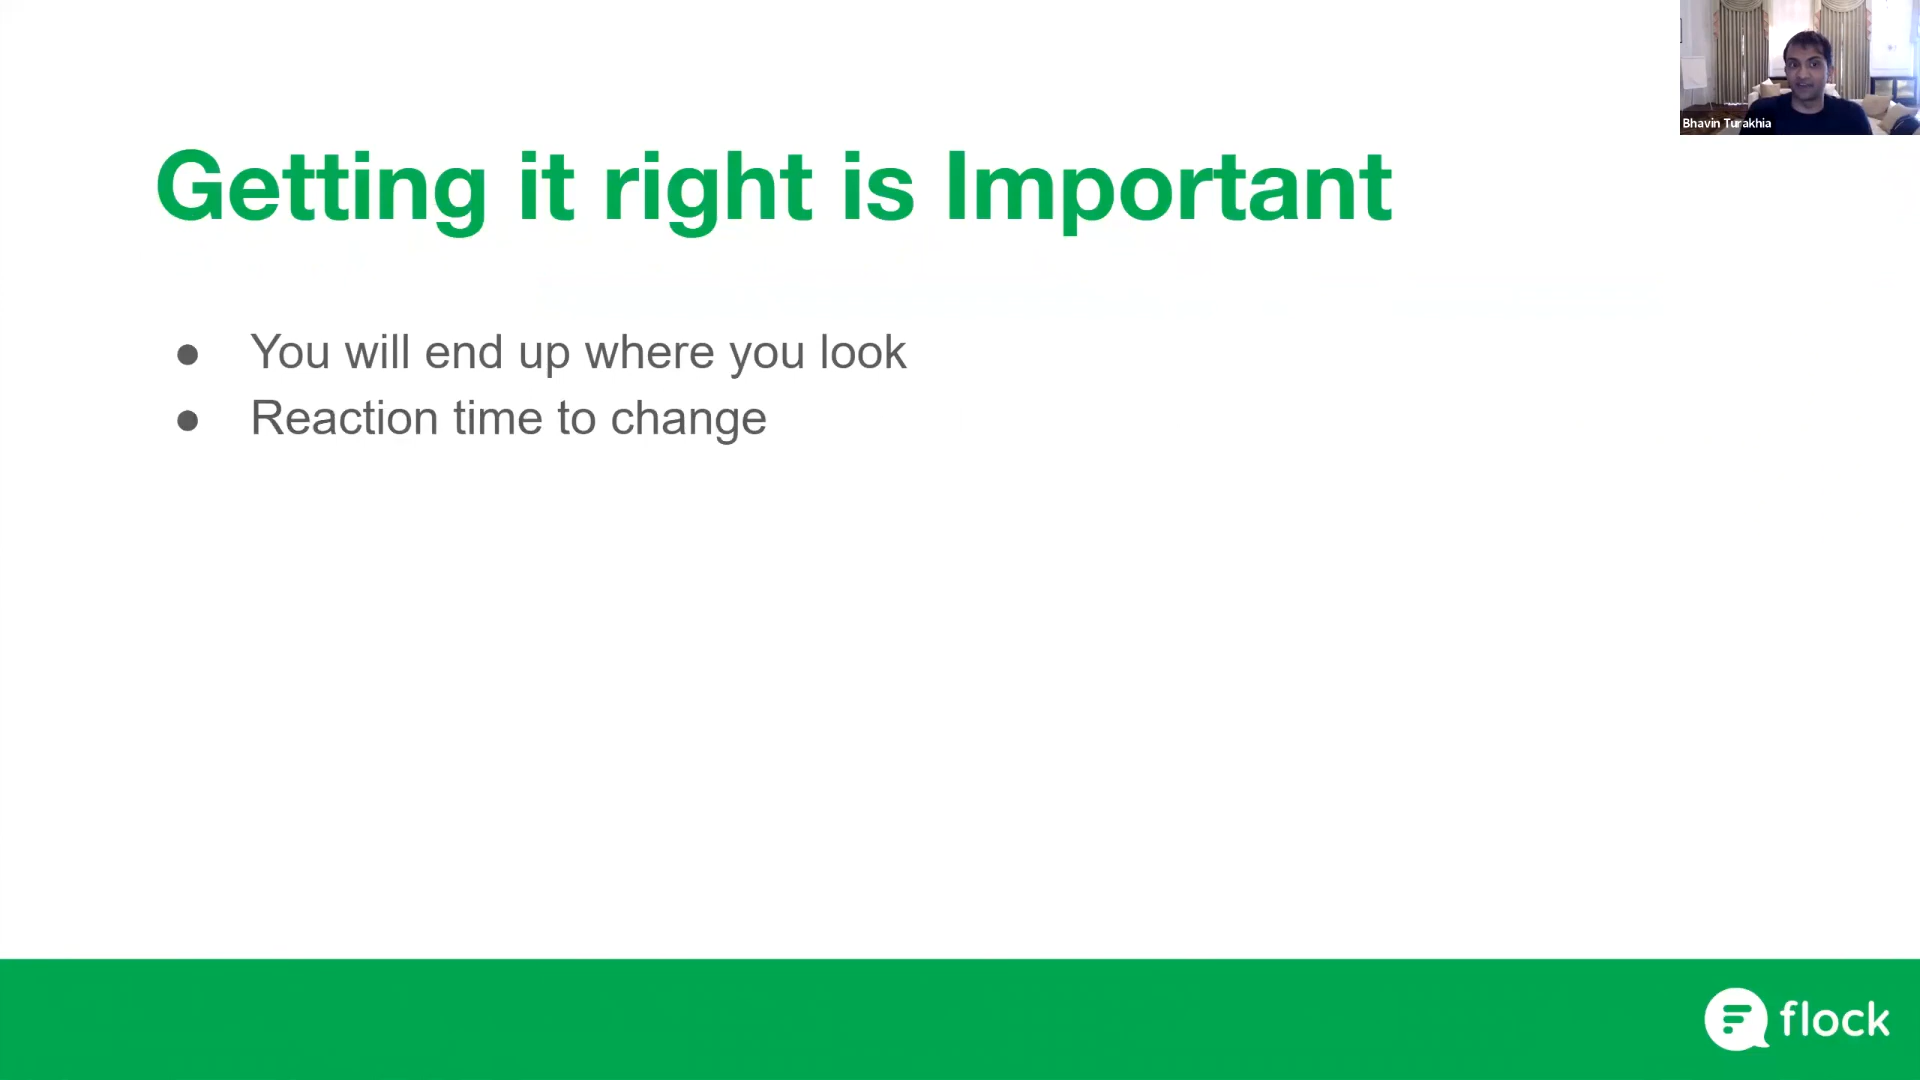 Bhavin Turakhia
Getting it right is Important
● You will end up where you look
● Reaction time to change
flock